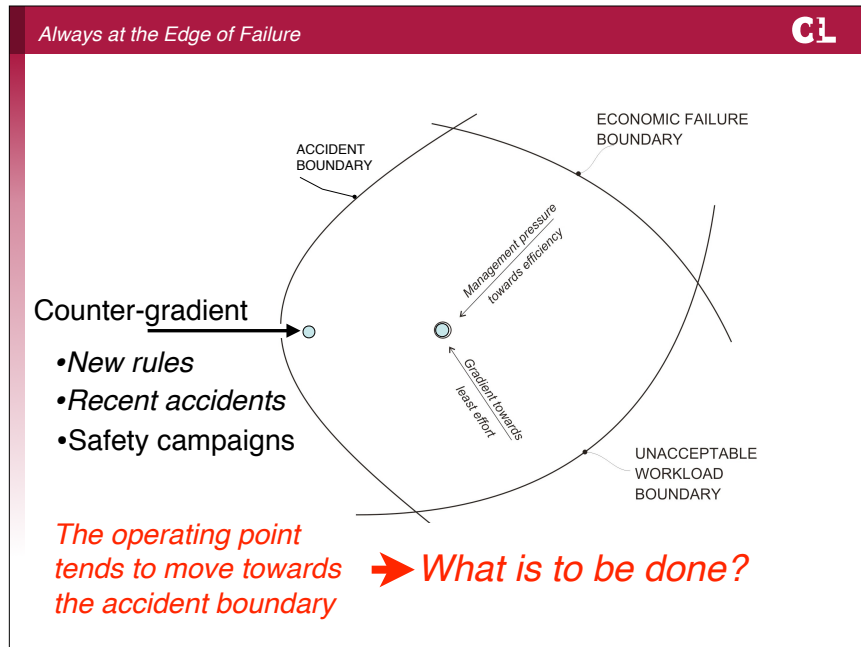 Always at the Edge of Failure
CL
ECONOMIC FAILURE
BOUNDARY
ACCIDENT
BOUNDARY
Management pressure
towards efficiency
Counter-gradient
•New rules
•Recent accidents
•Safety campaigns
Gradient towards
least effort
UNACCEPTABLE
WORKLOAD
BOUNDARY
The operating point
tends to move towards
the accident boundary
What is to be done?